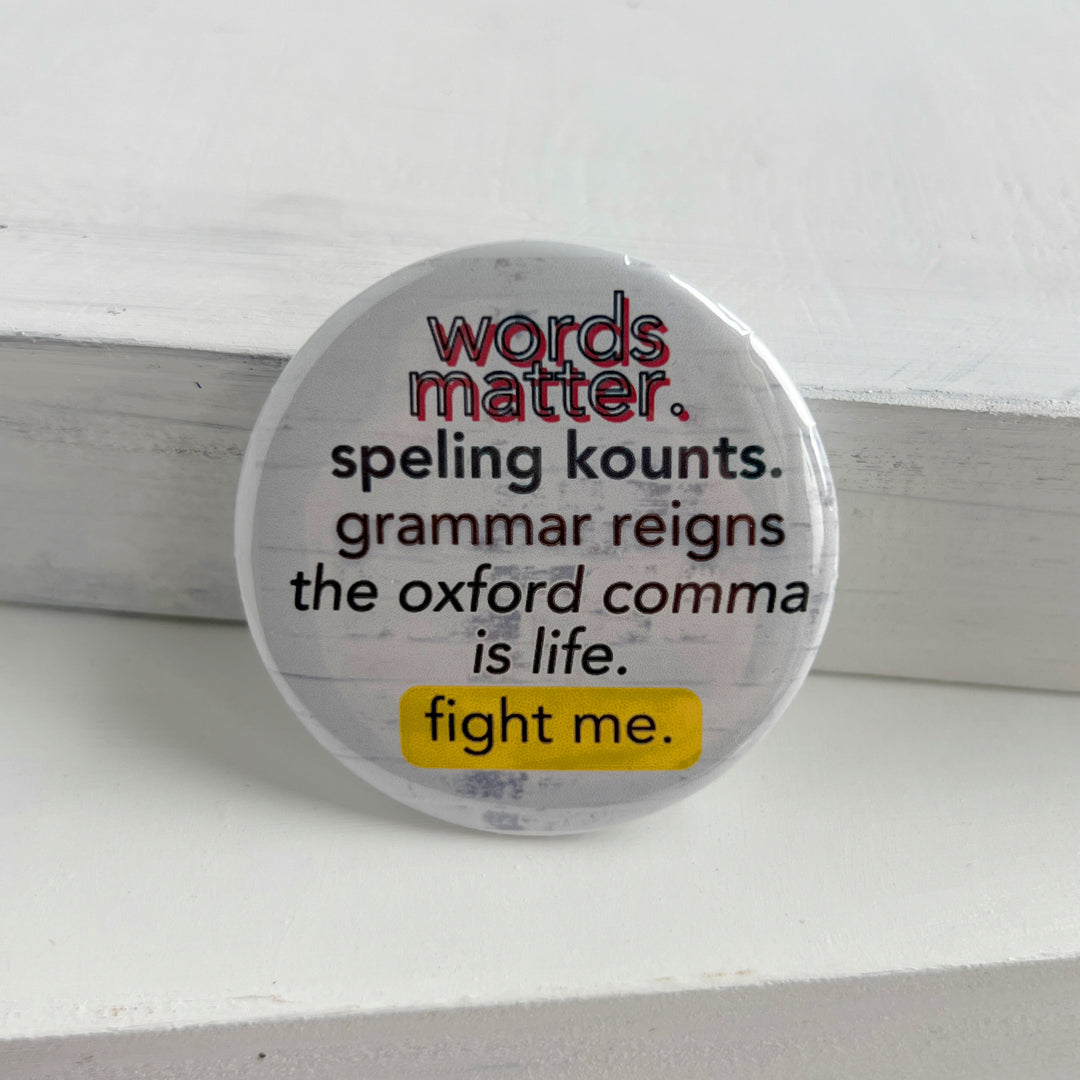 words
matter.
speling kounts.
grammar reigns
the oxford comma
is life.
fight me.